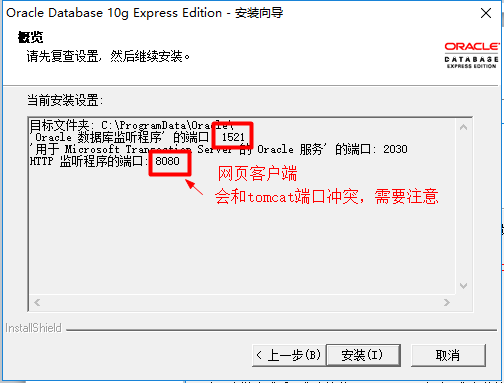 Oracle Database 10g Express Edition - 安装向导
概览
请先复查设置，然后继续安装。
ORACLE
DATABASE
EXPRESS EDITION
当前安装设置:
目标文件夹: C:\ProgramData\Oracle\
'Oracle 数据库监听程序' 的端口: 1521
'用于 Microsoft Transaction Server 的 Oracle 服务' 的端口: 2030
HTTP 监听程序的端口: 8080
网页客户端
会和tomcat端口冲突，需要注意
InstallShield
< 上一步(B)
安装(I)
取消